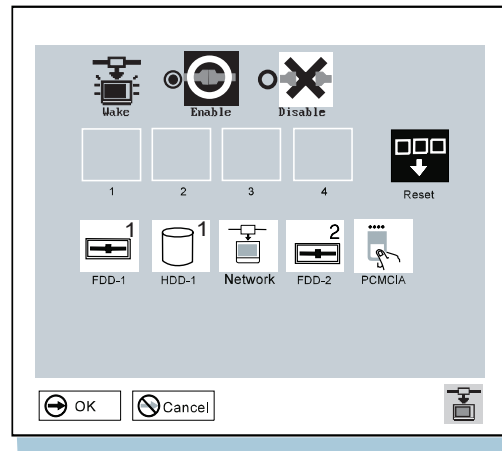 Wake Enable Disable
1 2 3 4 Reset
1 1 2
FDD-1 HDD-1 Network FDD-2 PCMCIA
OK Cancel